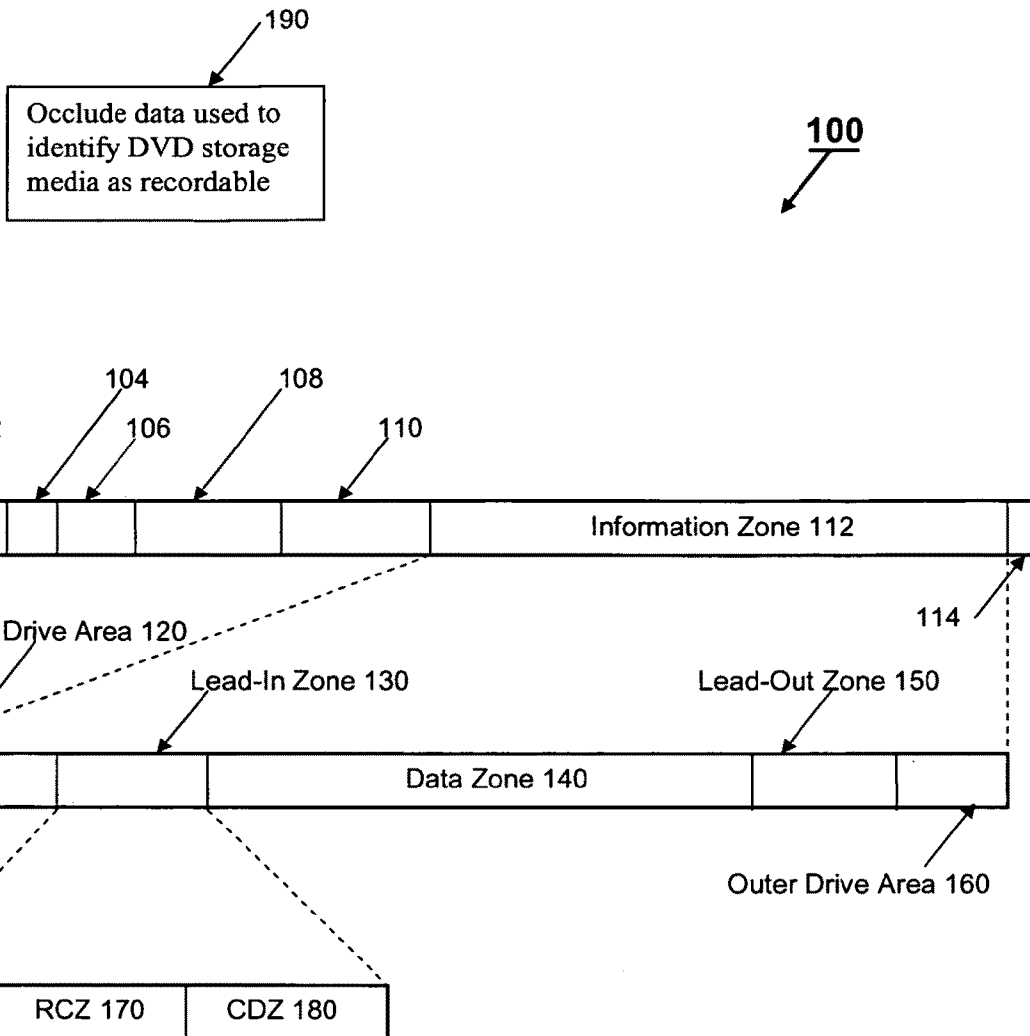 190
Occlude data used to
identify DVD storage
media as recordable
100
104
108
106
110
Information Zone 112
114
Drive Area 120
Lead-In Zone 130
Lead-Out Zone 150
Data Zone 140
Outer Drive Area 160
RCZ 170
CDZ 180